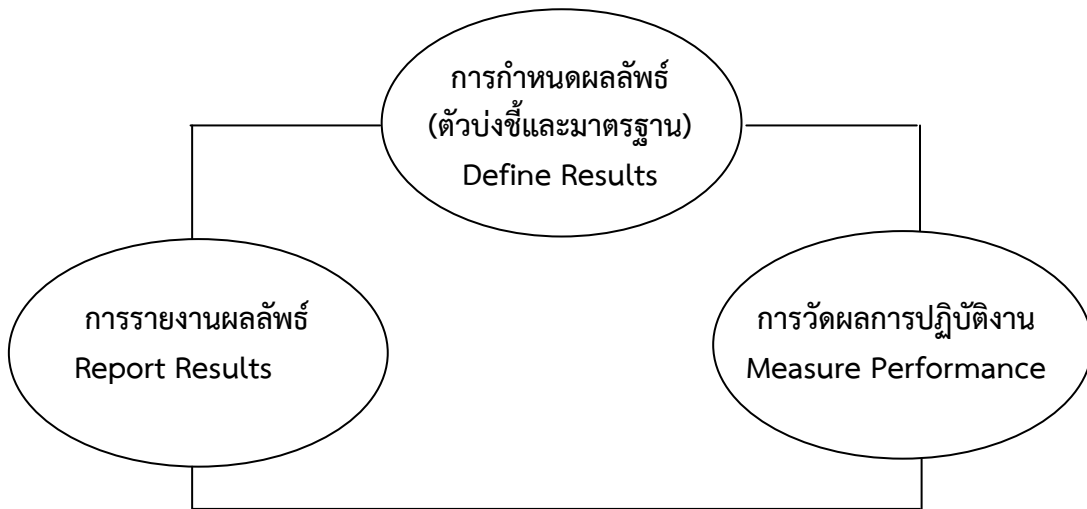 การกำหนดผลลัพธ์
(ตัวบ่งชี้และมาตรฐาน)
Define Results
การรายงานผลลัพธ์
Report Results
การวัดผลการปฏิบัติงาน
Measure Performance